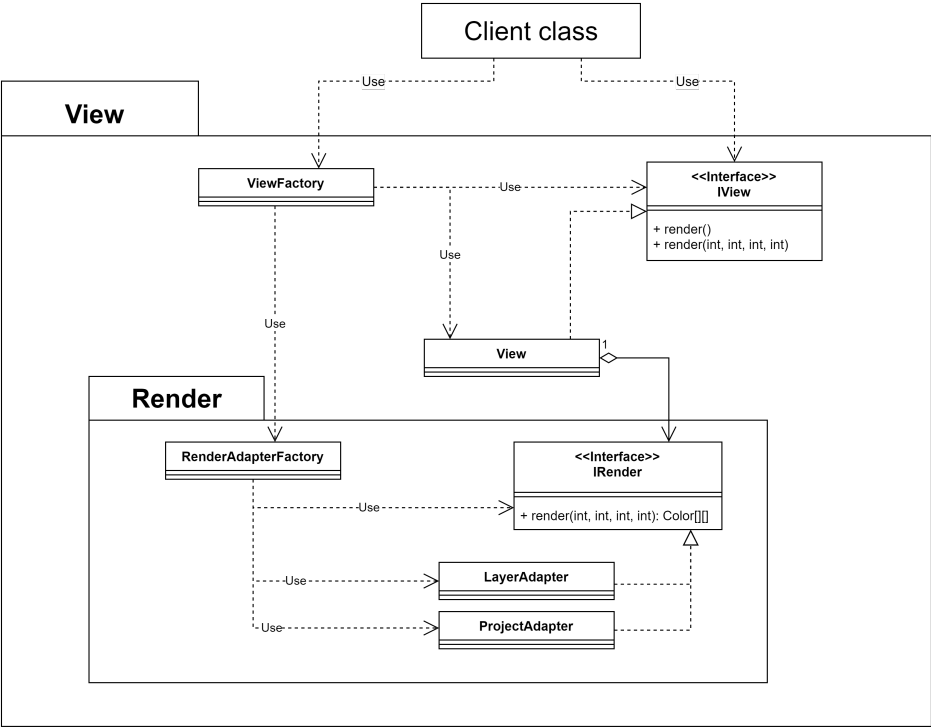 Client class
Use
Use
View
ViewFactory
Use
<<Interface>>
IView
+ render()
+ render(int, int, int, int)
Use
Use
View
1
Render
RenderAdapterFactory
<<Interface>>
IRender
+ render(int, int, int, int): Color[][]
Use
Use
LayerAdapter
Use
ProjectAdapter